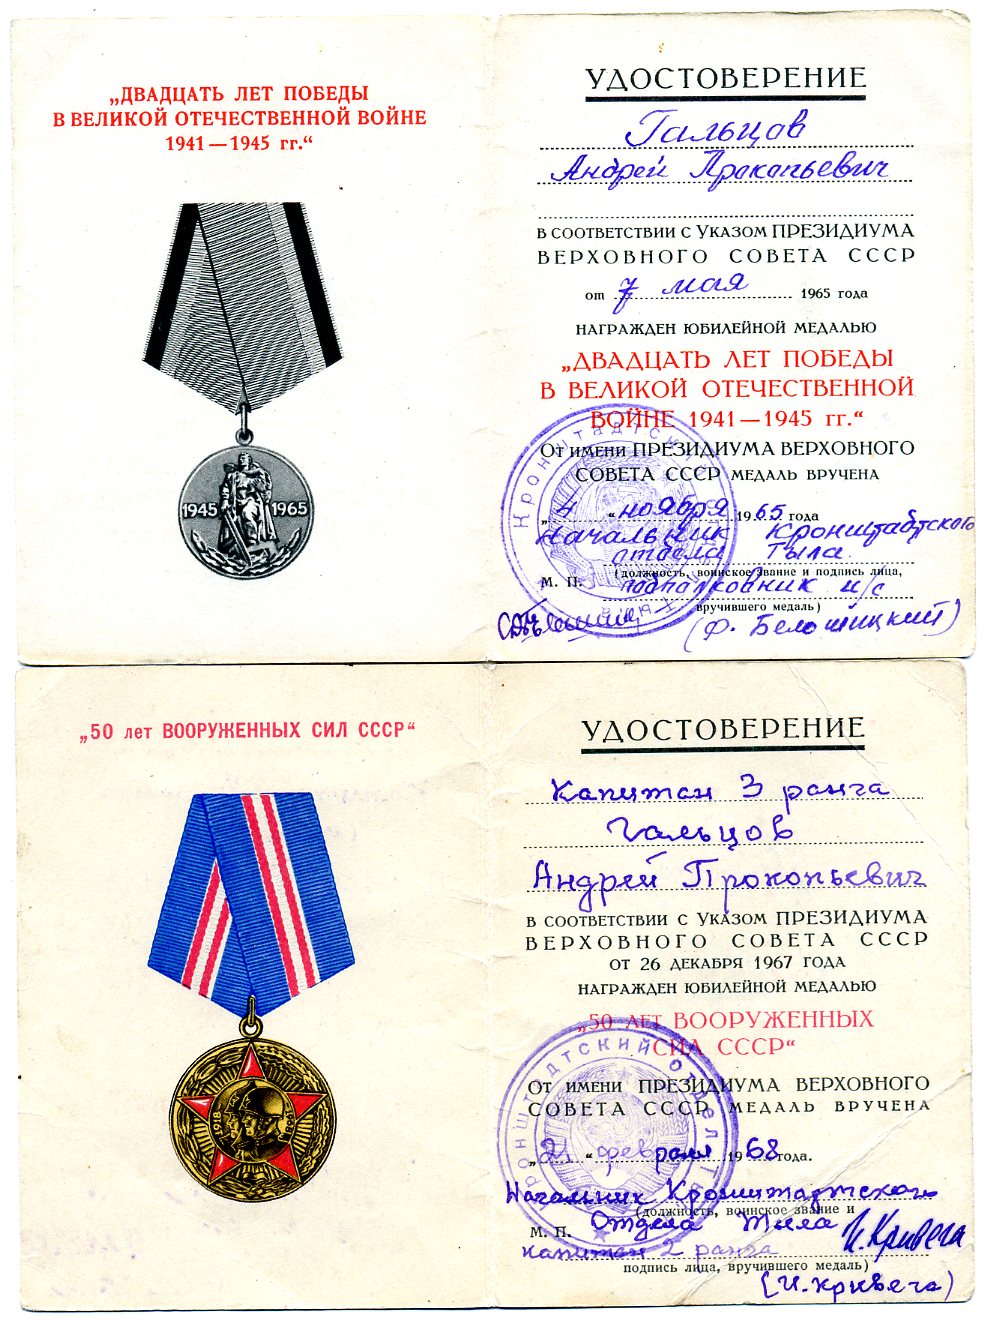 „ДВАДЦАТЬ ЛЕТ ПОБЕДЫ
В ВЕЛИКОЙ ОТЕЧЕСТВЕННОЙ ВОЙНЕ
1941—1945 гг.“
1945 1965
УДОСТОВЕРЕНИЕ
Гальцов
Андрей Прокопьевич
В СООТВЕТСТВИИ С УКАЗОМ ПРЕЗИДИУМА
ВЕРХОВНОГО СОВЕТА СССР
от 7 мая 1965 года
НАГРАЖДЕН ЮБИЛЕЙНОЙ МЕДАЛЬЮ
„ДВАДЦАТЬ ЛЕТ ПОБЕДЫ
В ВЕЛИКОЙ ОТЕЧЕСТВЕННОЙ
ВОЙНЕ 1941—1945 гг.“
ОТ ИМЕНИ ПРЕЗИДИУМА ВЕРХОВНОГО
СОВЕТА СССР МЕДАЛЬ ВРУЧЕНА
„4“ ноября 1965 года
Начальник Кронштадтского
отдела Тыла
(должность, воинское звание и подпись лица,
М. П. подполковник и/с
вручившего медаль)
(Ф. Белошицкий)
Кронштадтский
„50 лет ВООРУЖЕННЫХ СИЛ СССР“
1918
УДОСТОВЕРЕНИЕ
Капитан 3 ранга
Гальцов
Андрей Прокопьевич
В СООТВЕТСТВИИ С УКАЗОМ ПРЕЗИДИУМА
ВЕРХОВНОГО СОВЕТА СССР
ОТ 26 ДЕКАБРЯ 1967 ГОДА
НАГРАЖДЕН ЮБИЛЕЙНОЙ МЕДАЛЬЮ
„50 ЛЕТ ВООРУЖЕННЫХ
СИЛ СССР“
ОТ ИМЕНИ ПРЕЗИДИУМА ВЕРХОВНОГО
СОВЕТА СССР МЕДАЛЬ ВРУЧЕНА
февраля 1968 года.
Начальник Кронштадтского
(должность, воинское звание и
М. П. Отдела Тыла И. Кривега
капитан 2 ранга
подпись лица, вручившего медаль)
(И. Кривега)
Кронштадтский отдел